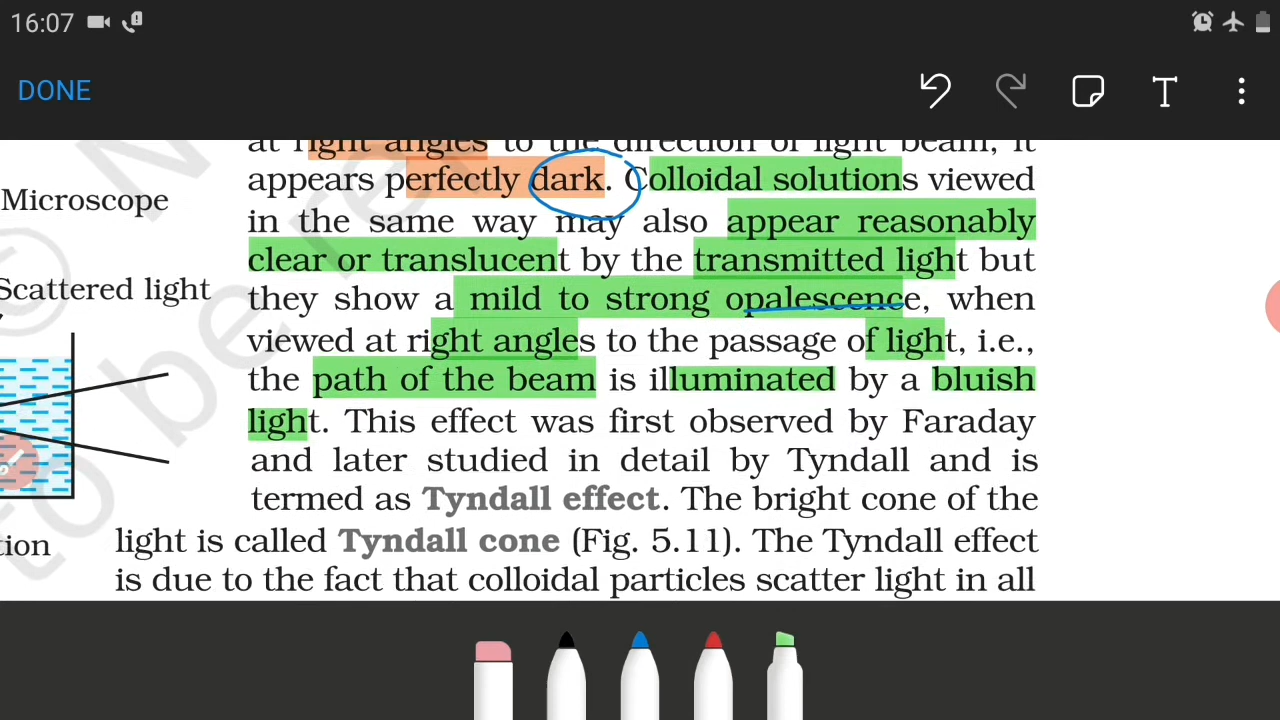 16:07
DONE
T
at right angles to the direction of light beam, it
appears perfectly dark. Colloidal solutions viewed
in the same way may also appear reasonably
clear or translucent by the transmitted light but
they show a mild to strong opalescence, when
viewed at right angles to the passage of light, i.e.,
the path of the beam is illuminated by a bluish
light. This effect was first observed by Faraday
and later studied in detail by Tyndall and is
termed as Tyndall effect. The bright cone of the
light is called Tyndall cone (Fig. 5.11). The Tyndall effect
is due to the fact that colloidal particles scatter light in all
Microscope
Scattered light
tion
©
to be re